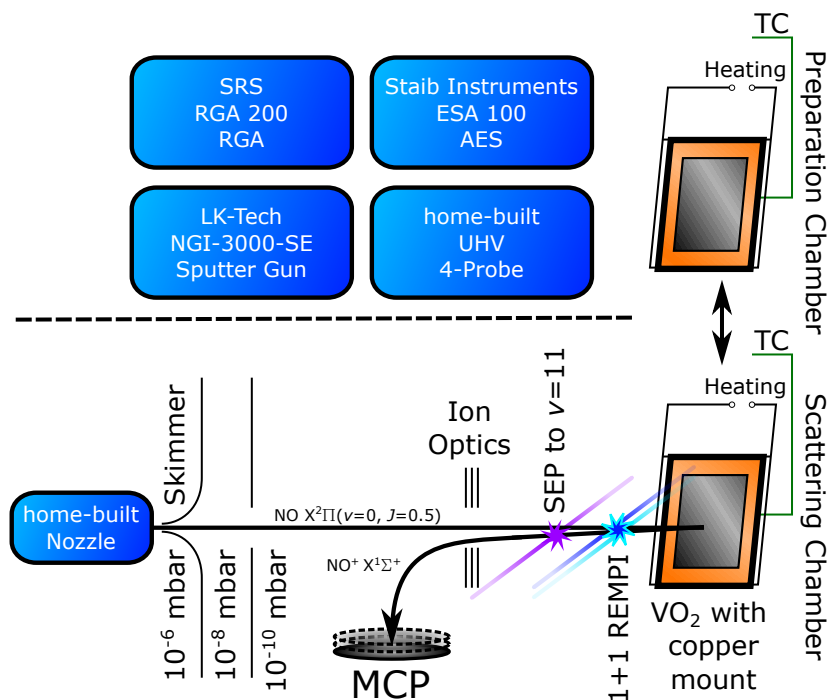 TC
Heating
Preparation Chamber
SRS
RGA 200
RGA
Staib Instruments
ESA 100
AES
LK-Tech
NGI-3000-SE
Sputter Gun
home-built
UHV
4-Probe
TC
Heating
Scattering Chamber
Skimmer
Ion
Optics
SEP to v=11
home-built
Nozzle
NO X²Π(v=0, J=0.5)
NO⁺ X¹Σ⁺
10⁻⁶ mbar
10⁻⁸ mbar
10⁻¹⁰ mbar
MCP
1+1 REMPI
VO₂ with
copper
mount